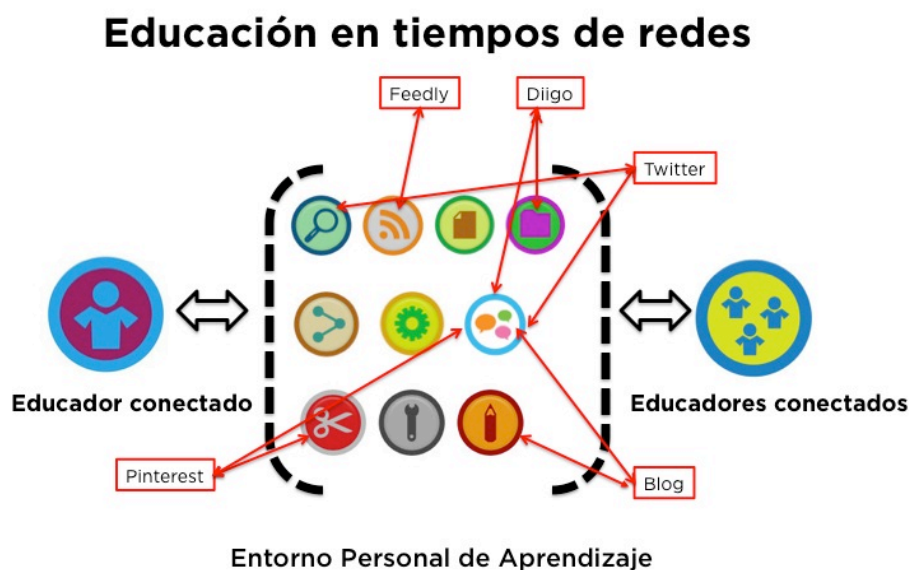 Educación en tiempos de redes
Feedly
Diigo
Twitter
Educador conectado
Educadores conectados
Pinterest
Blog
Entorno Personal de Aprendizaje